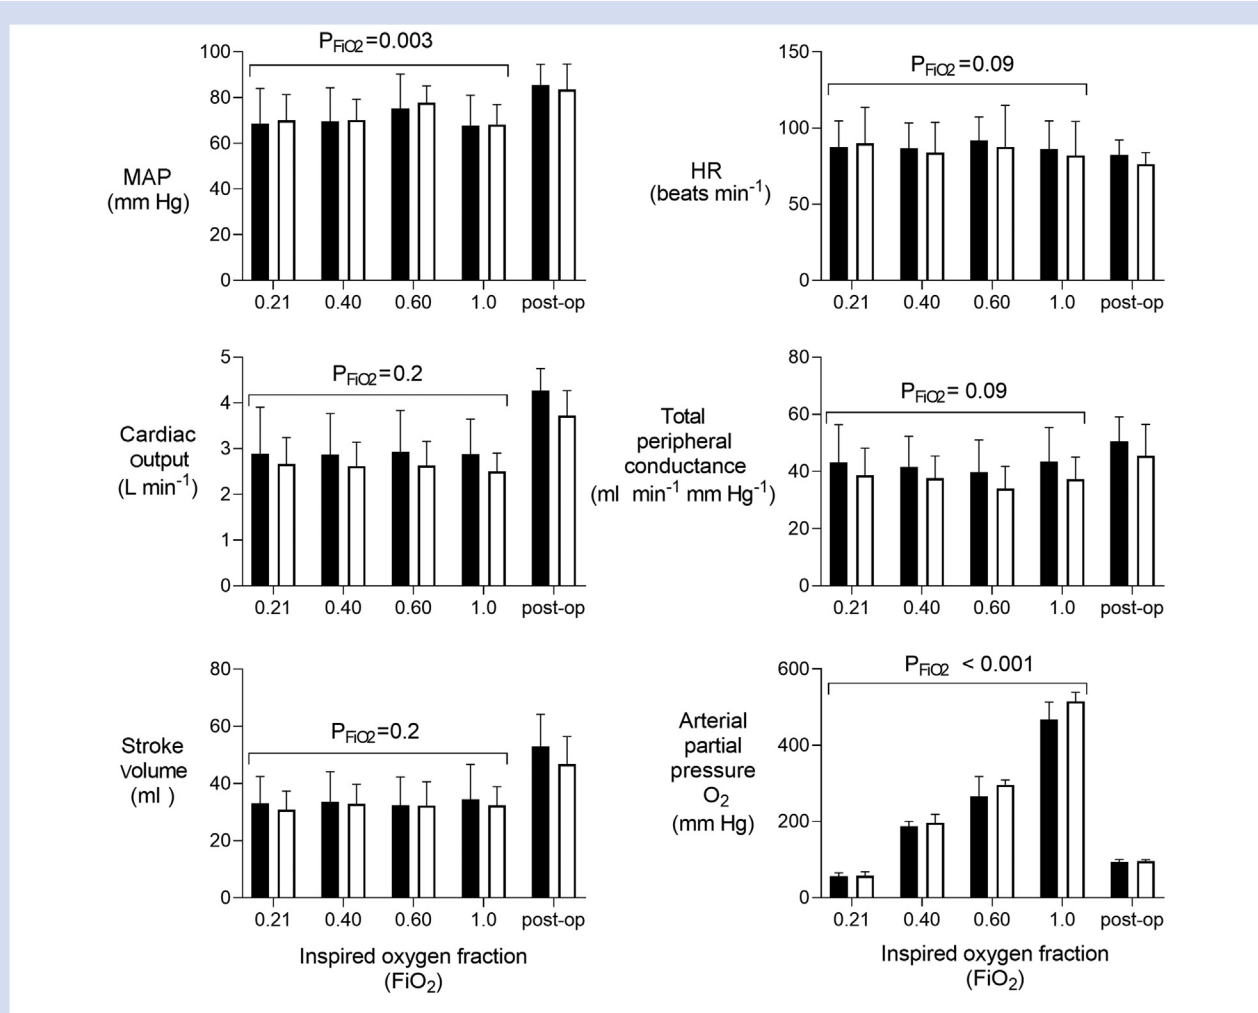 P_FiO2=0.003
100
80
60
40
20
0
MAP
(mm Hg)
0.21 0.40 0.60 1.0 post-op
P_FiO2=0.09
150
100
50
0
HR
(beats min⁻¹)
0.21 0.40 0.60 1.0 post-op
P_FiO2=0.2
5
4
3
2
1
0
Cardiac
output
(L min⁻¹)
0.21 0.40 0.60 1.0 post-op
P_FiO2= 0.09
80
60
40
20
0
Total
peripheral
conductance
(ml min⁻¹ mm Hg⁻¹)
0.21 0.40 0.60 1.0 post-op
P_FiO2=0.2
80
60
40
20
0
Stroke
volume
(ml )
0.21 0.40 0.60 1.0 post-op
Inspired oxygen fraction
(FiO₂)
P_FiO2 < 0.001
600
400
200
0
Arterial
partial
pressure
O₂
(mm Hg)
0.21 0.40 0.60 1.0 post-op
Inspired oxygen fraction
(FiO₂)